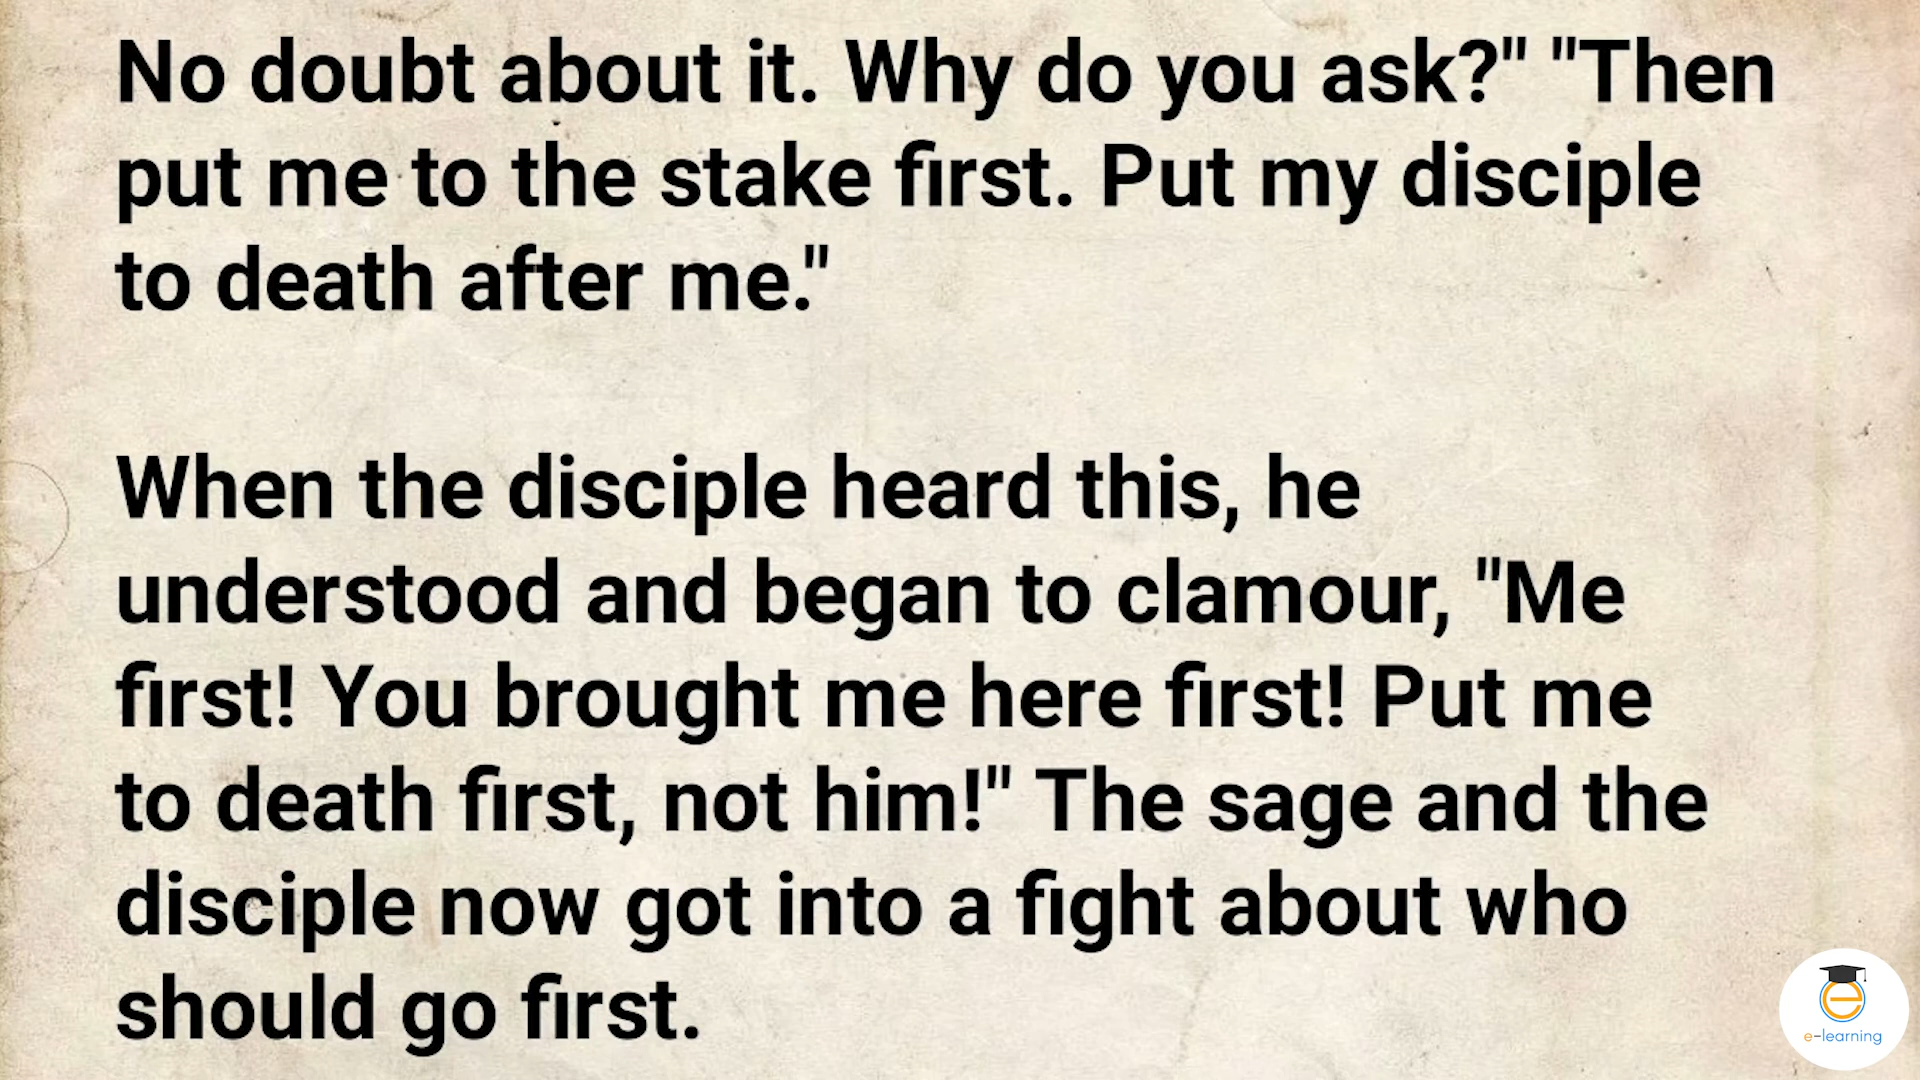 No doubt about it. Why do you ask?" "Then
put me to the stake first. Put my disciple
to death after me."
When the disciple heard this, he
understood and began to clamour, "Me
first! You brought me here first! Put me
to death first, not him!" The sage and the
disciple now got into a fight about who
should go first.
e
e-learning